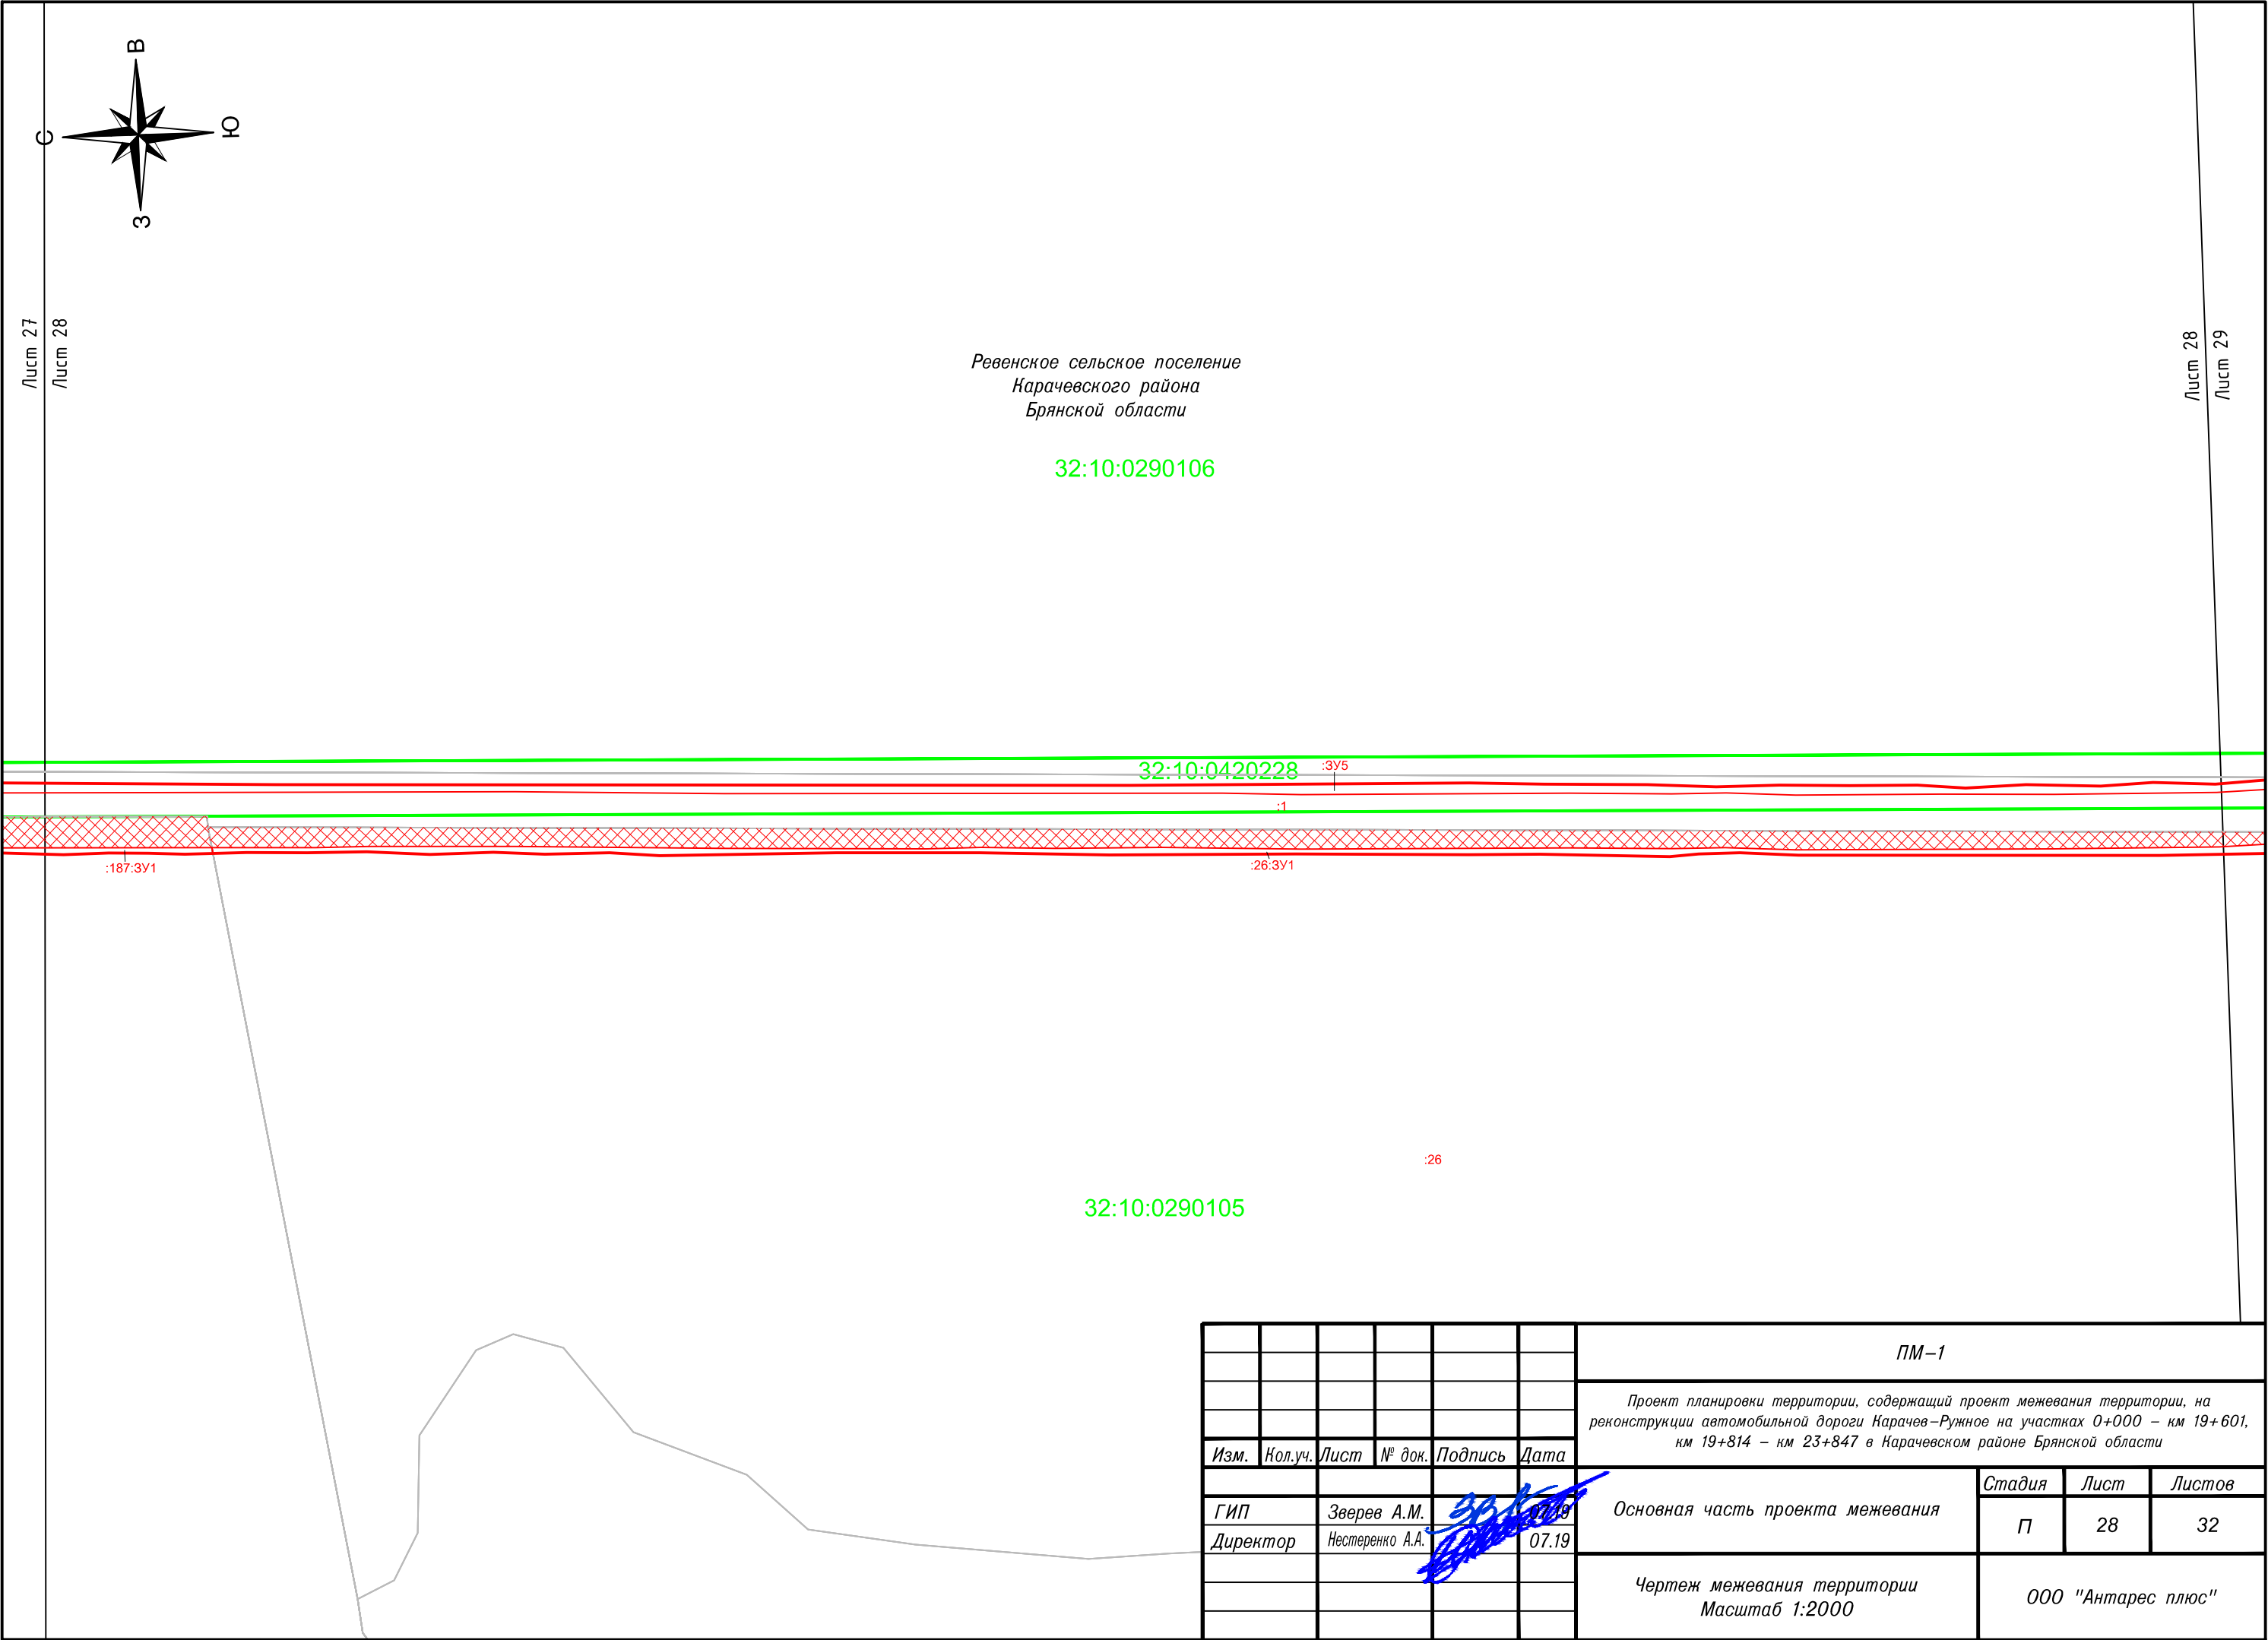 В
С
Ю
З
Лист 27
Лист 28
Лист 28
Лист 29
Ревенское сельское поселение
Карачевского района
Брянской области
32:10:0290106
32:10:0420228
:ЗУ5
:1
:187:ЗУ1
:26:ЗУ1
:26
32:10:0290105
ПМ-1
Проект планировки территории, содержащий проект межевания территории, на
реконструкции автомобильной дороги Карачев-Ружное на участках 0+000 - км 19+601,
км 19+814 - км 23+847 в Карачевском районе Брянской области
Изм. Кол.уч. Лист № док. Подпись Дата
ГИП Зверев А.М. 07.19
Директор Нестеренко А.А. 07.19
Основная часть проекта межевания
Стадия Лист Листов
П 28 32
Чертеж межевания территории
Масштаб 1:2000
ООО "Антарес плюс"